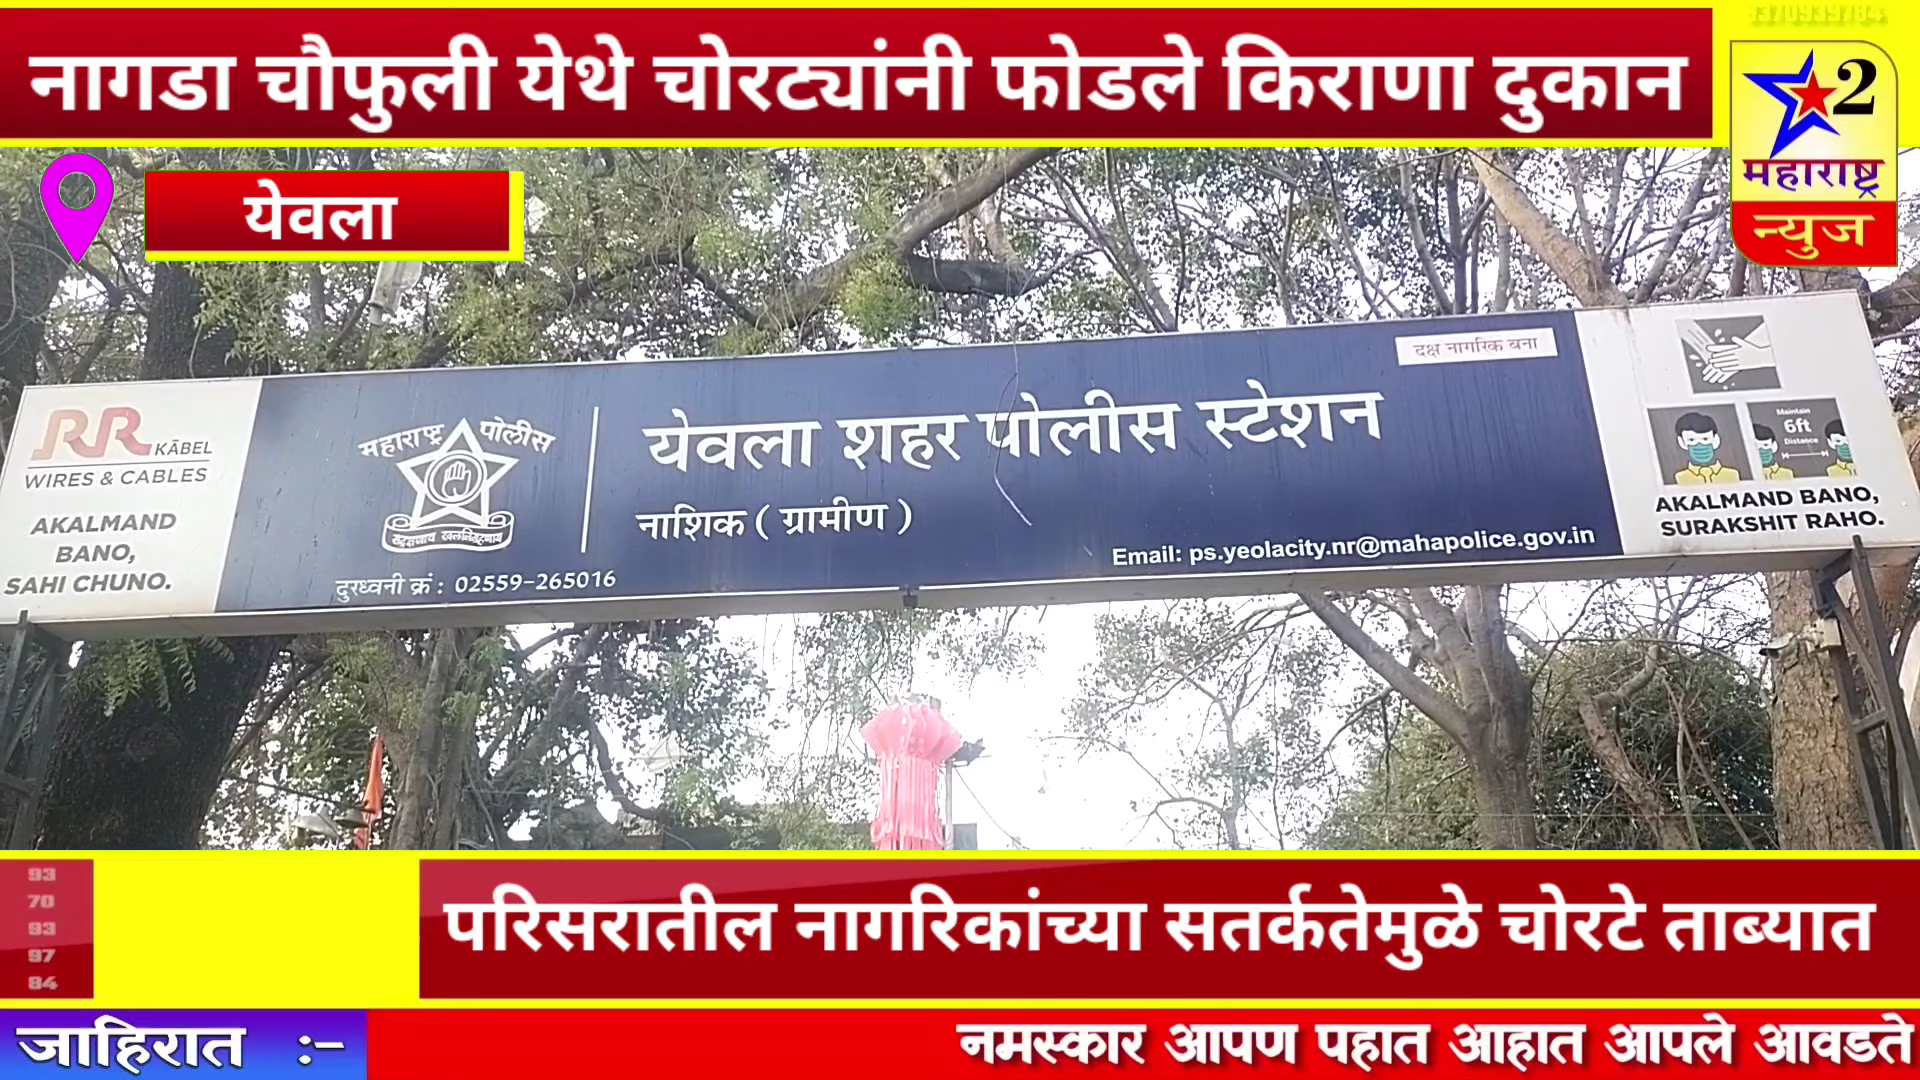 नागडा चौफुली येथे चोरट्यांनी फोडले किराणा दुकान
9370939784
2
महाराष्ट्र
न्युज
येवला
दक्ष नागरिक बना
RR KĀBEL
WIRES & CABLES
AKALMAND
BANO,
SAHI CHUNO.
महाराष्ट्र पोलीस
येवला शहर पोलीस स्टेशन
नाशिक ( ग्रामीण )
Email: ps.yeolacity.nr@mahapolice.gov.in
दुरध्वनी क्रं : 02559-265016
Maintain
6ft
Distance
AKALMAND BANO,
SURAKSHIT RAHO.
93
70
93
97
84
परिसरातील नागरिकांच्या सतर्कतेमुळे चोरटे ताब्यात
जाहिरात :-
नमस्कार आपण पहात आहात आपले आवडते